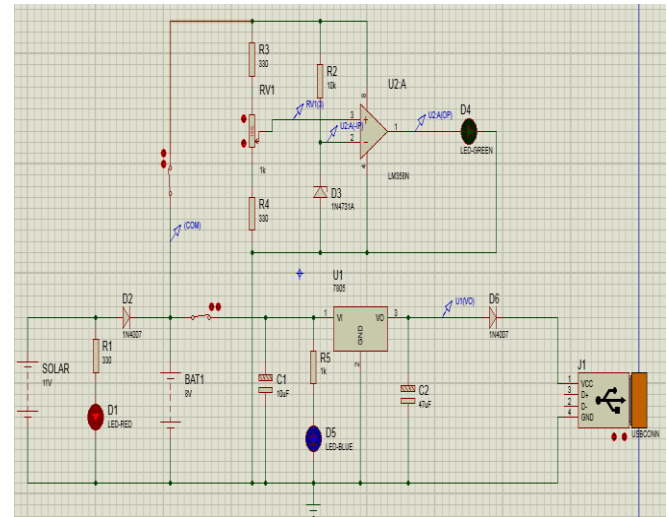 R3
330
R2
10k
U2:A
RV1
RV1(3)
8
3
U2:A(-IP)
2
1
U2:A(OP)
D4
LED-GREEN
1k
4
LM358N
D3
1N4731A
R4
330
(COM)
U1
7805
D2
1N4007
1
VI
VO
3
GND
2
U1(VO)
D6
1N4007
R1
330
SOLAR
11V
BAT1
8V
C1
10uF
R5
1k
C2
47uF
J1
1
VCC
3
D+
2
D-
4
GND
USBCONN
D1
LED-RED
D5
LED-BLUE